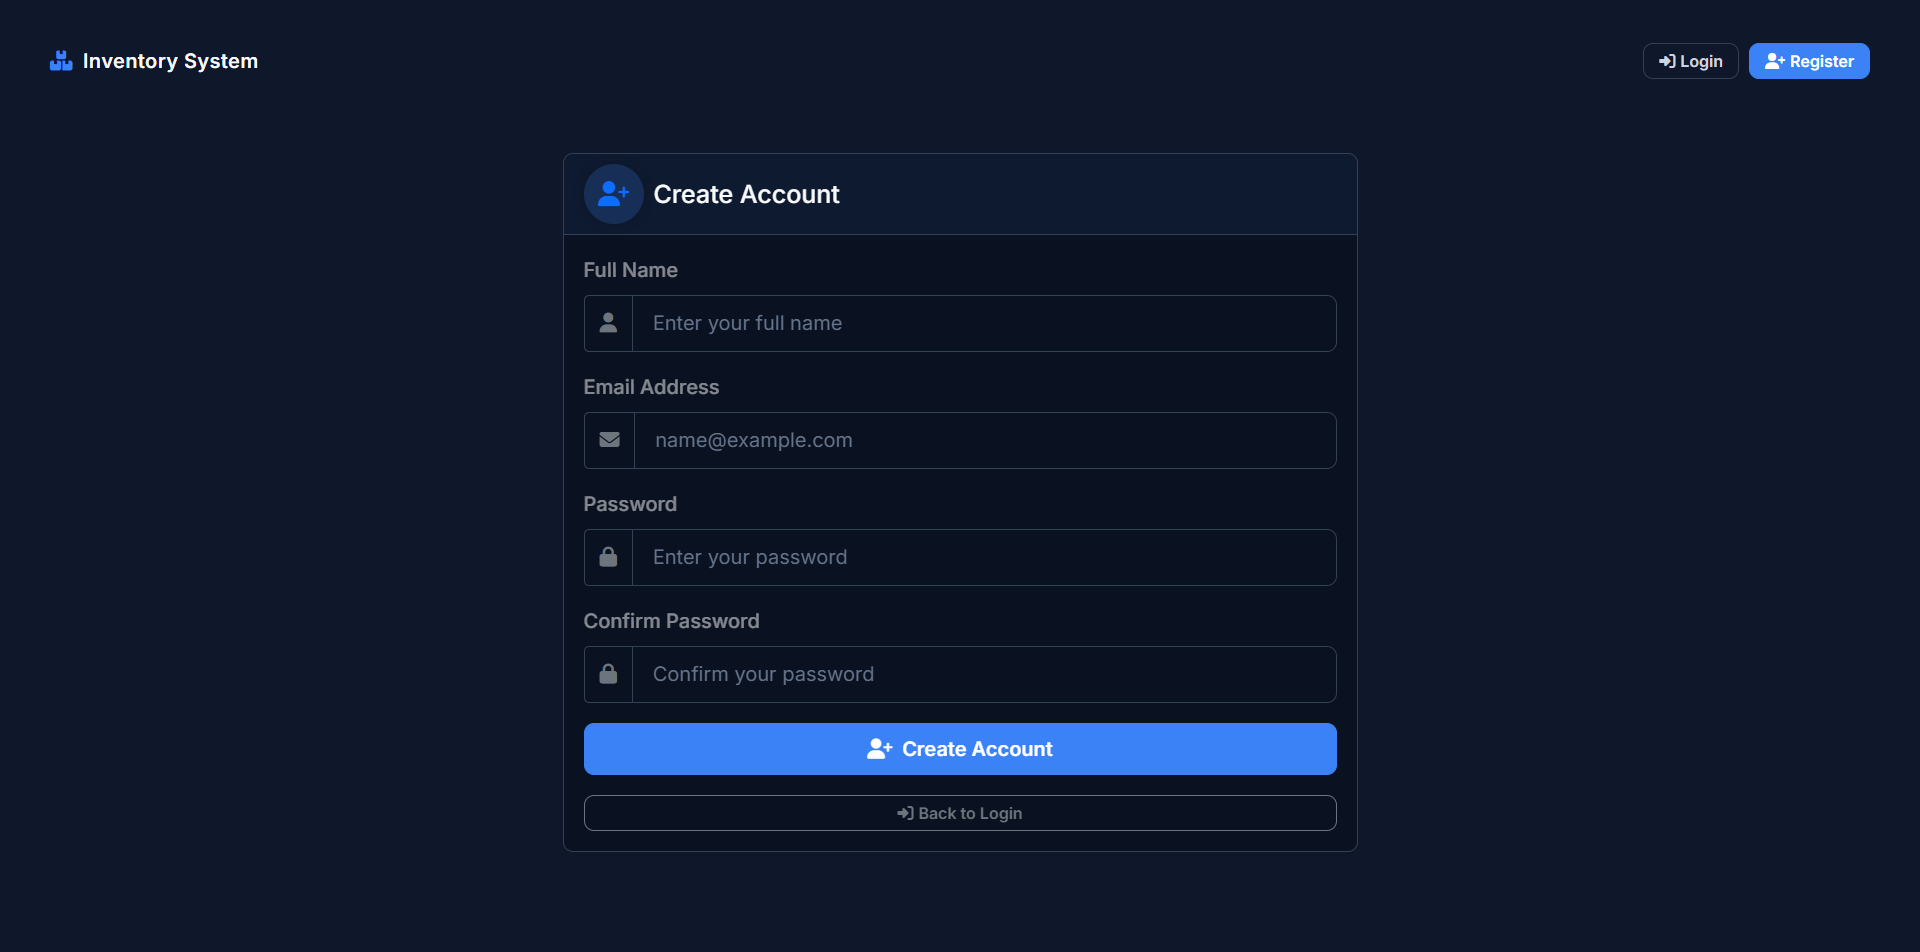 Inventory System
Login
Register
Create Account
Full Name
Enter your full name
Email Address
name@example.com
Password
Enter your password
Confirm Password
Confirm your password
Create Account
Back to Login